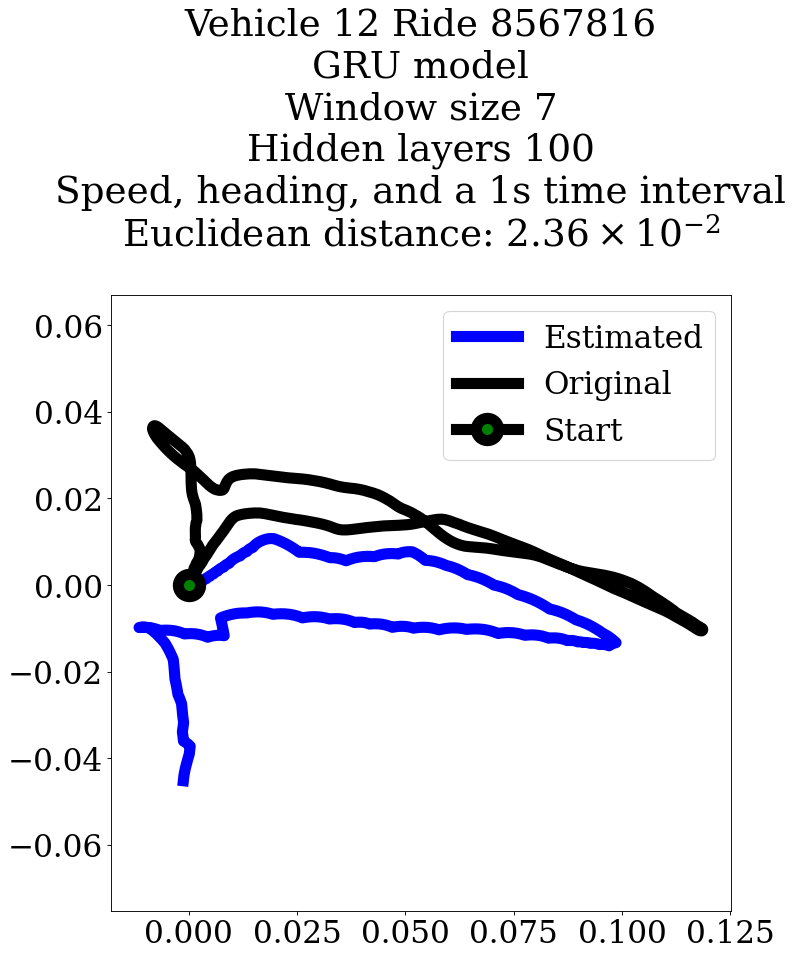 Vehicle 12 Ride 8567816
GRU model
Window size 7
Hidden layers 100
Speed, heading, and a 1s time interval
Euclidean distance: 2.36 × 10⁻²
Estimated
Original
Start
0.06
0.04
0.02
0.00
−0.02
−0.04
−0.06
0.000 0.025 0.050 0.075 0.100 0.125